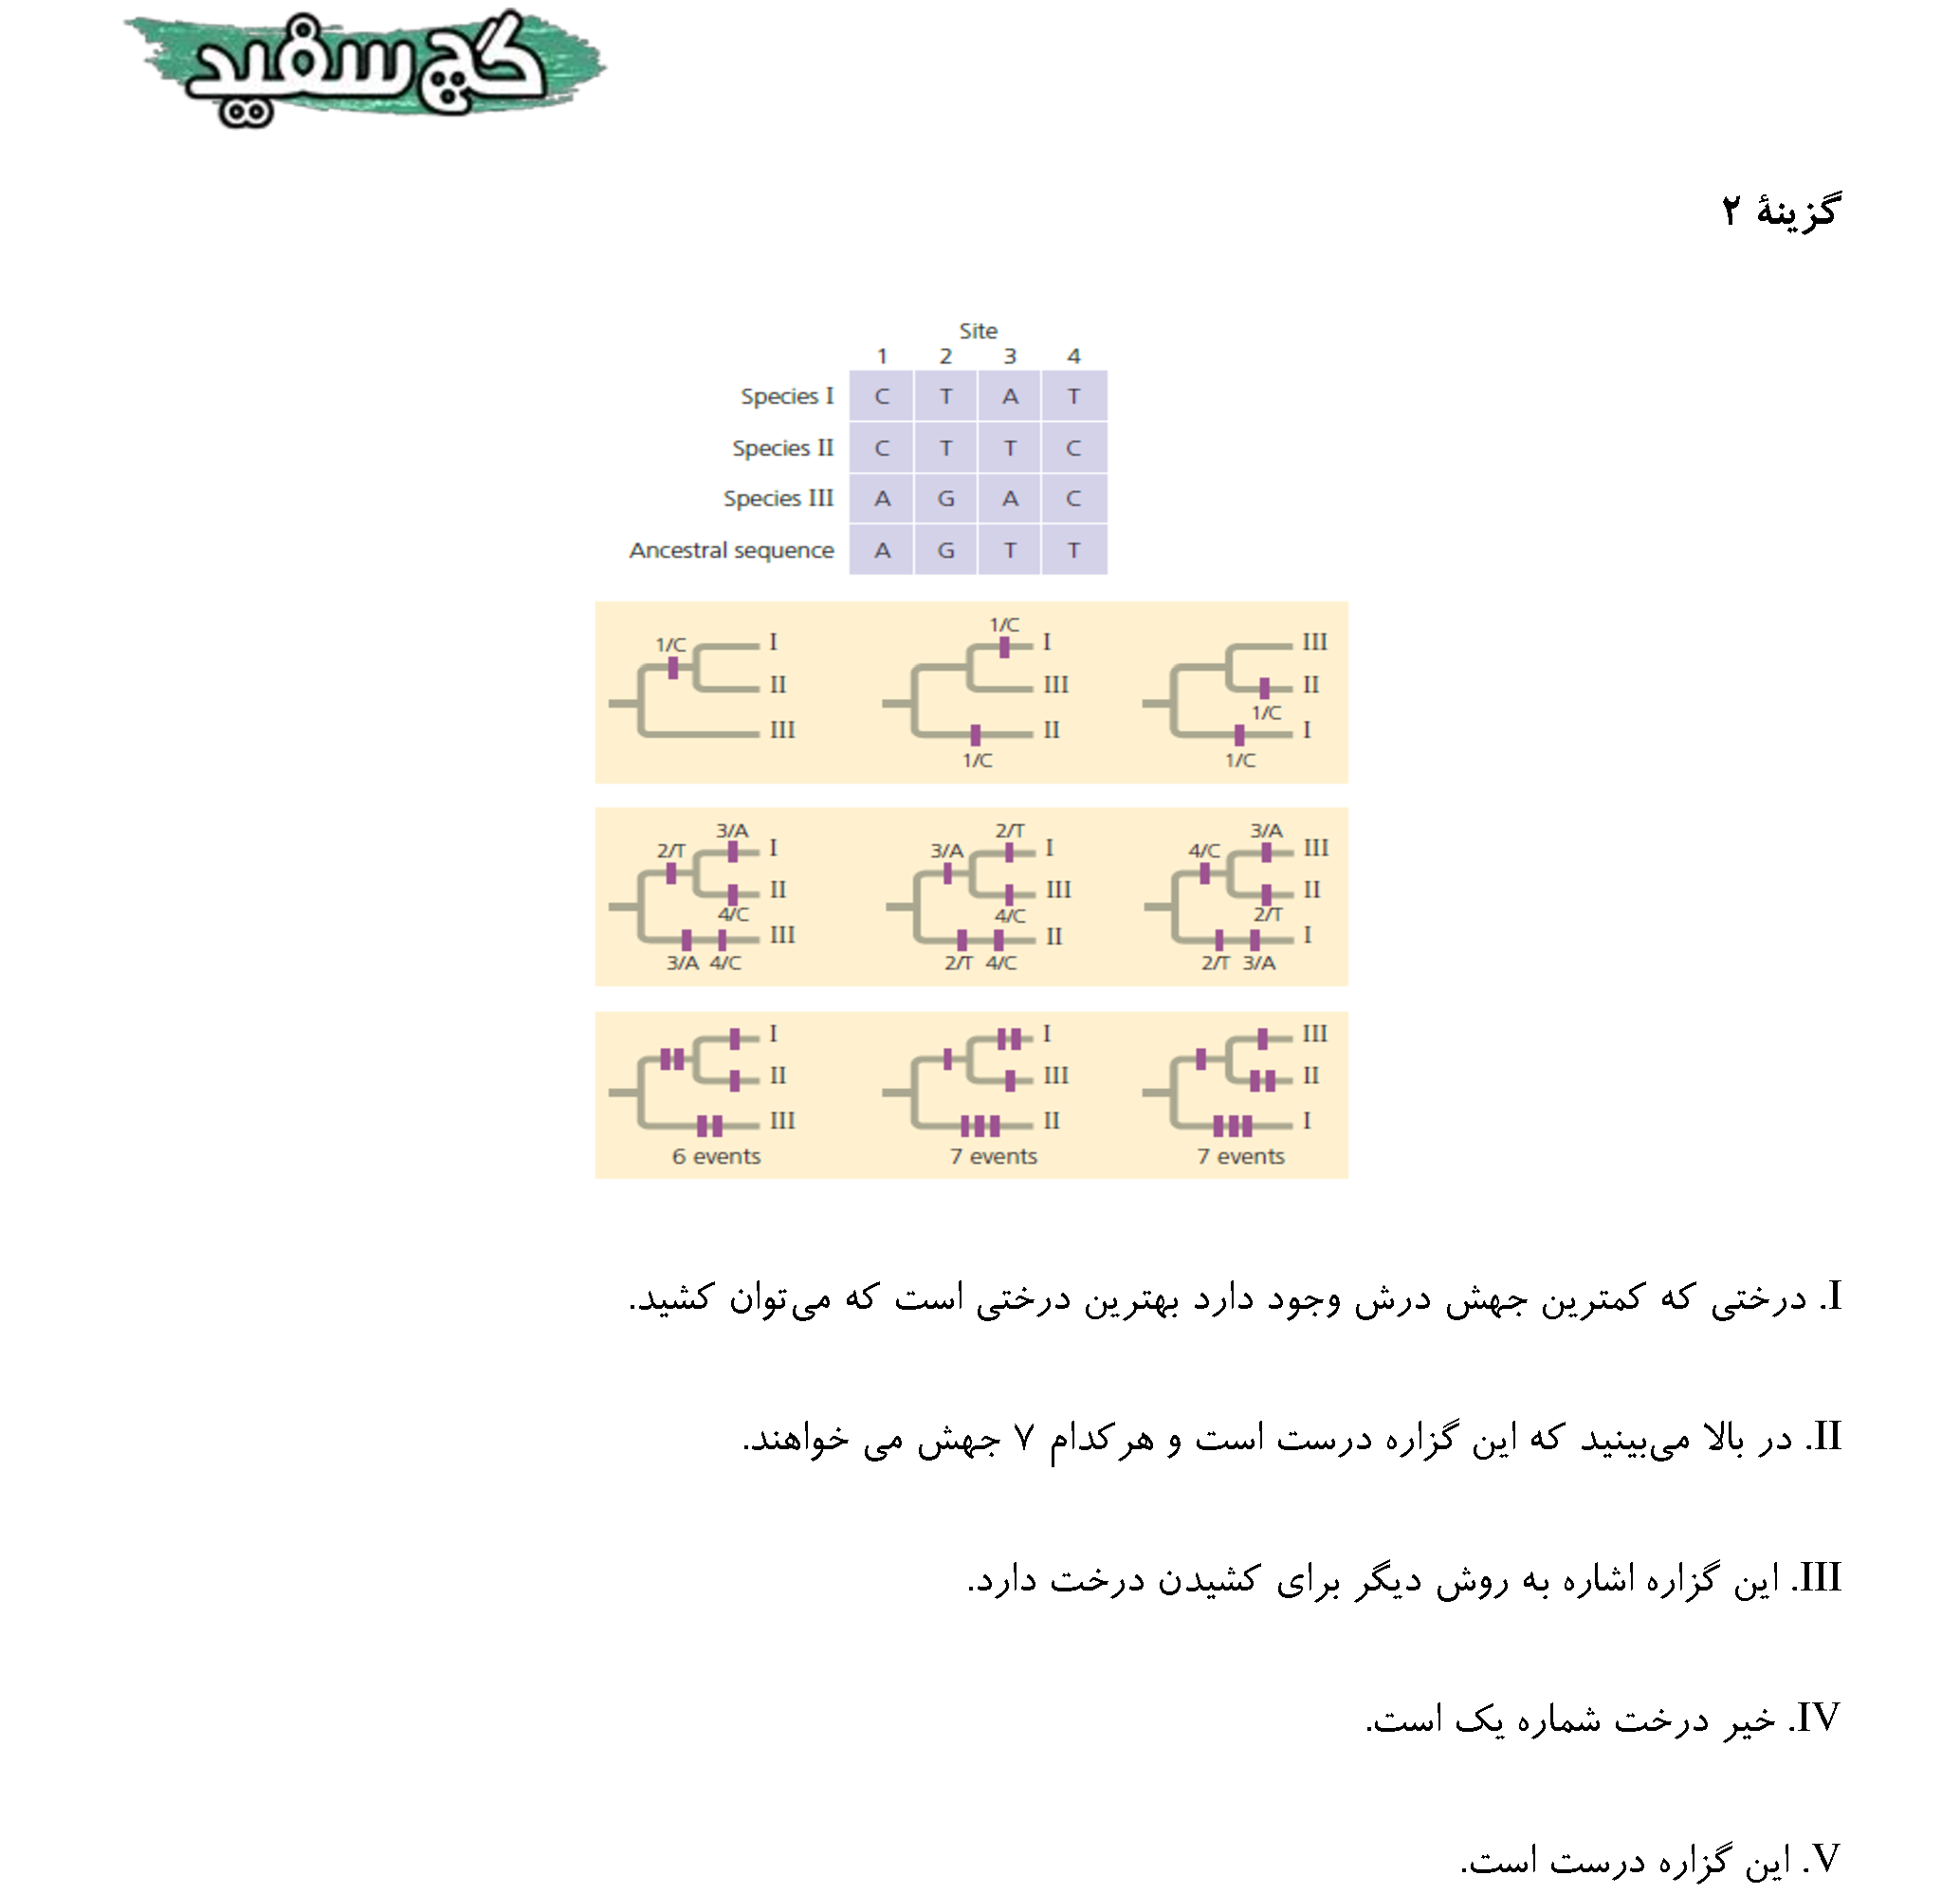 گچ سفید
گزینهٔ ۲
Site
1 2 3 4
Species I C T A T
Species II C T T C
Species III A G A C
Ancestral sequence A G T T
1/C I
II
III
1/C
I
III
II
1/C
III
II
1/C
I
1/C
3/A
2/T I
II
4/C
III
3/A 4/C
2/T
3/A I
III
4/C
II
2/T 4/C
3/A
4/C III
II
2/T
I
2/T 3/A
I
II
III
6 events
I
III
II
7 events
III
II
I
7 events
I. درختی که کمترین جهش درش وجود دارد بهترین درختی است که می‌توان کشید.
II. در بالا می‌بینید که این گزاره درست است و هرکدام ۷ جهش می خواهند.
III. این گزاره اشاره به روش دیگر برای کشیدن درخت دارد.
IV. خیر درخت شماره یک است.
V. این گزاره درست است.